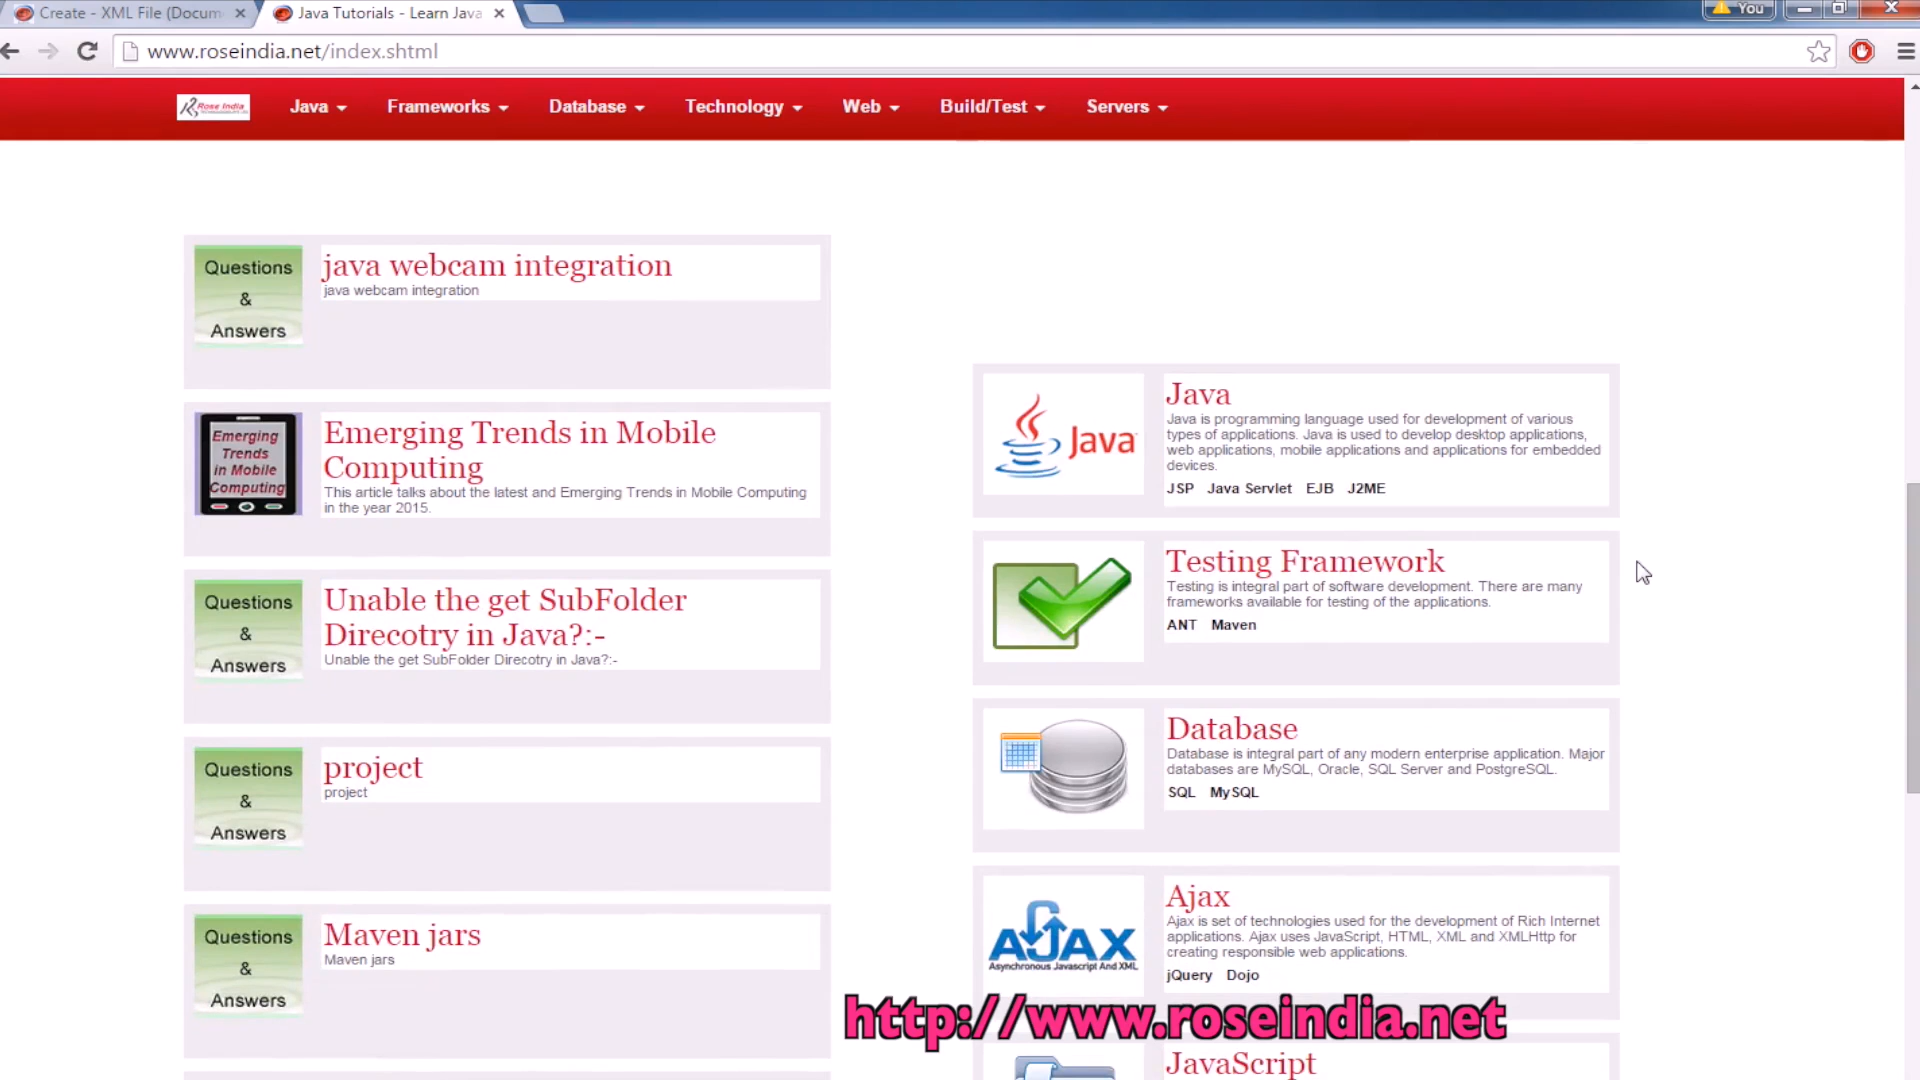 Create - XML File (Docum
Java Tutorials - Learn Java
You
www.roseindia.net/index.shtml
Rose India
Java
Frameworks
Database
Technology
Web
Build/Test
Servers
Questions
&
Answers
java webcam integration
java webcam integration
Emerging
Trends
in Mobile
Computing
Emerging Trends in Mobile
Computing
This article talks about the latest and Emerging Trends in Mobile Computing
in the year 2015.
Questions
&
Answers
Unable the get SubFolder
Direcotry in Java?:-
Unable the get SubFolder Direcotry in Java?:-
Questions
&
Answers
project
project
Questions
&
Answers
Maven jars
Maven jars
Java
Java
Java is programming language used for development of various
types of applications. Java is used to develop desktop applications,
web applications, mobile applications and applications for embedded
devices.
JSP Java Servlet EJB J2ME
Testing Framework
Testing is integral part of software development. There are many
frameworks available for testing of the applications.
ANT Maven
Database
Database is integral part of any modern enterprise application. Major
databases are MySQL, Oracle, SQL Server and PostgreSQL.
SQL MySQL
AJAX
Asynchronous Javascript And XML
Ajax
Ajax is set of technologies used for the development of Rich Internet
applications. Ajax uses JavaScript, HTML, XML and XMLHttp for
creating responsible web applications.
jQuery Dojo
http://www.roseindia.net
JavaScript